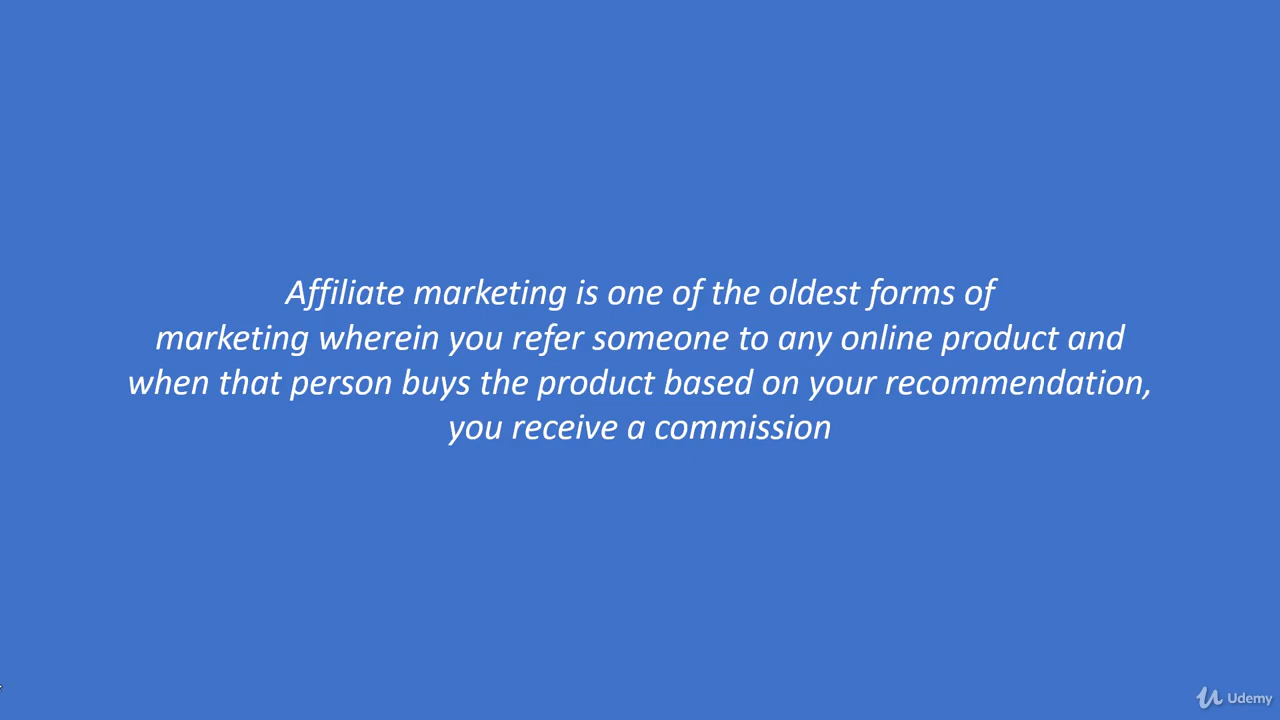 Affiliate marketing is one of the oldest forms of
marketing wherein you refer someone to any online product and
when that person buys the product based on your recommendation,
you receive a commission
Udemy